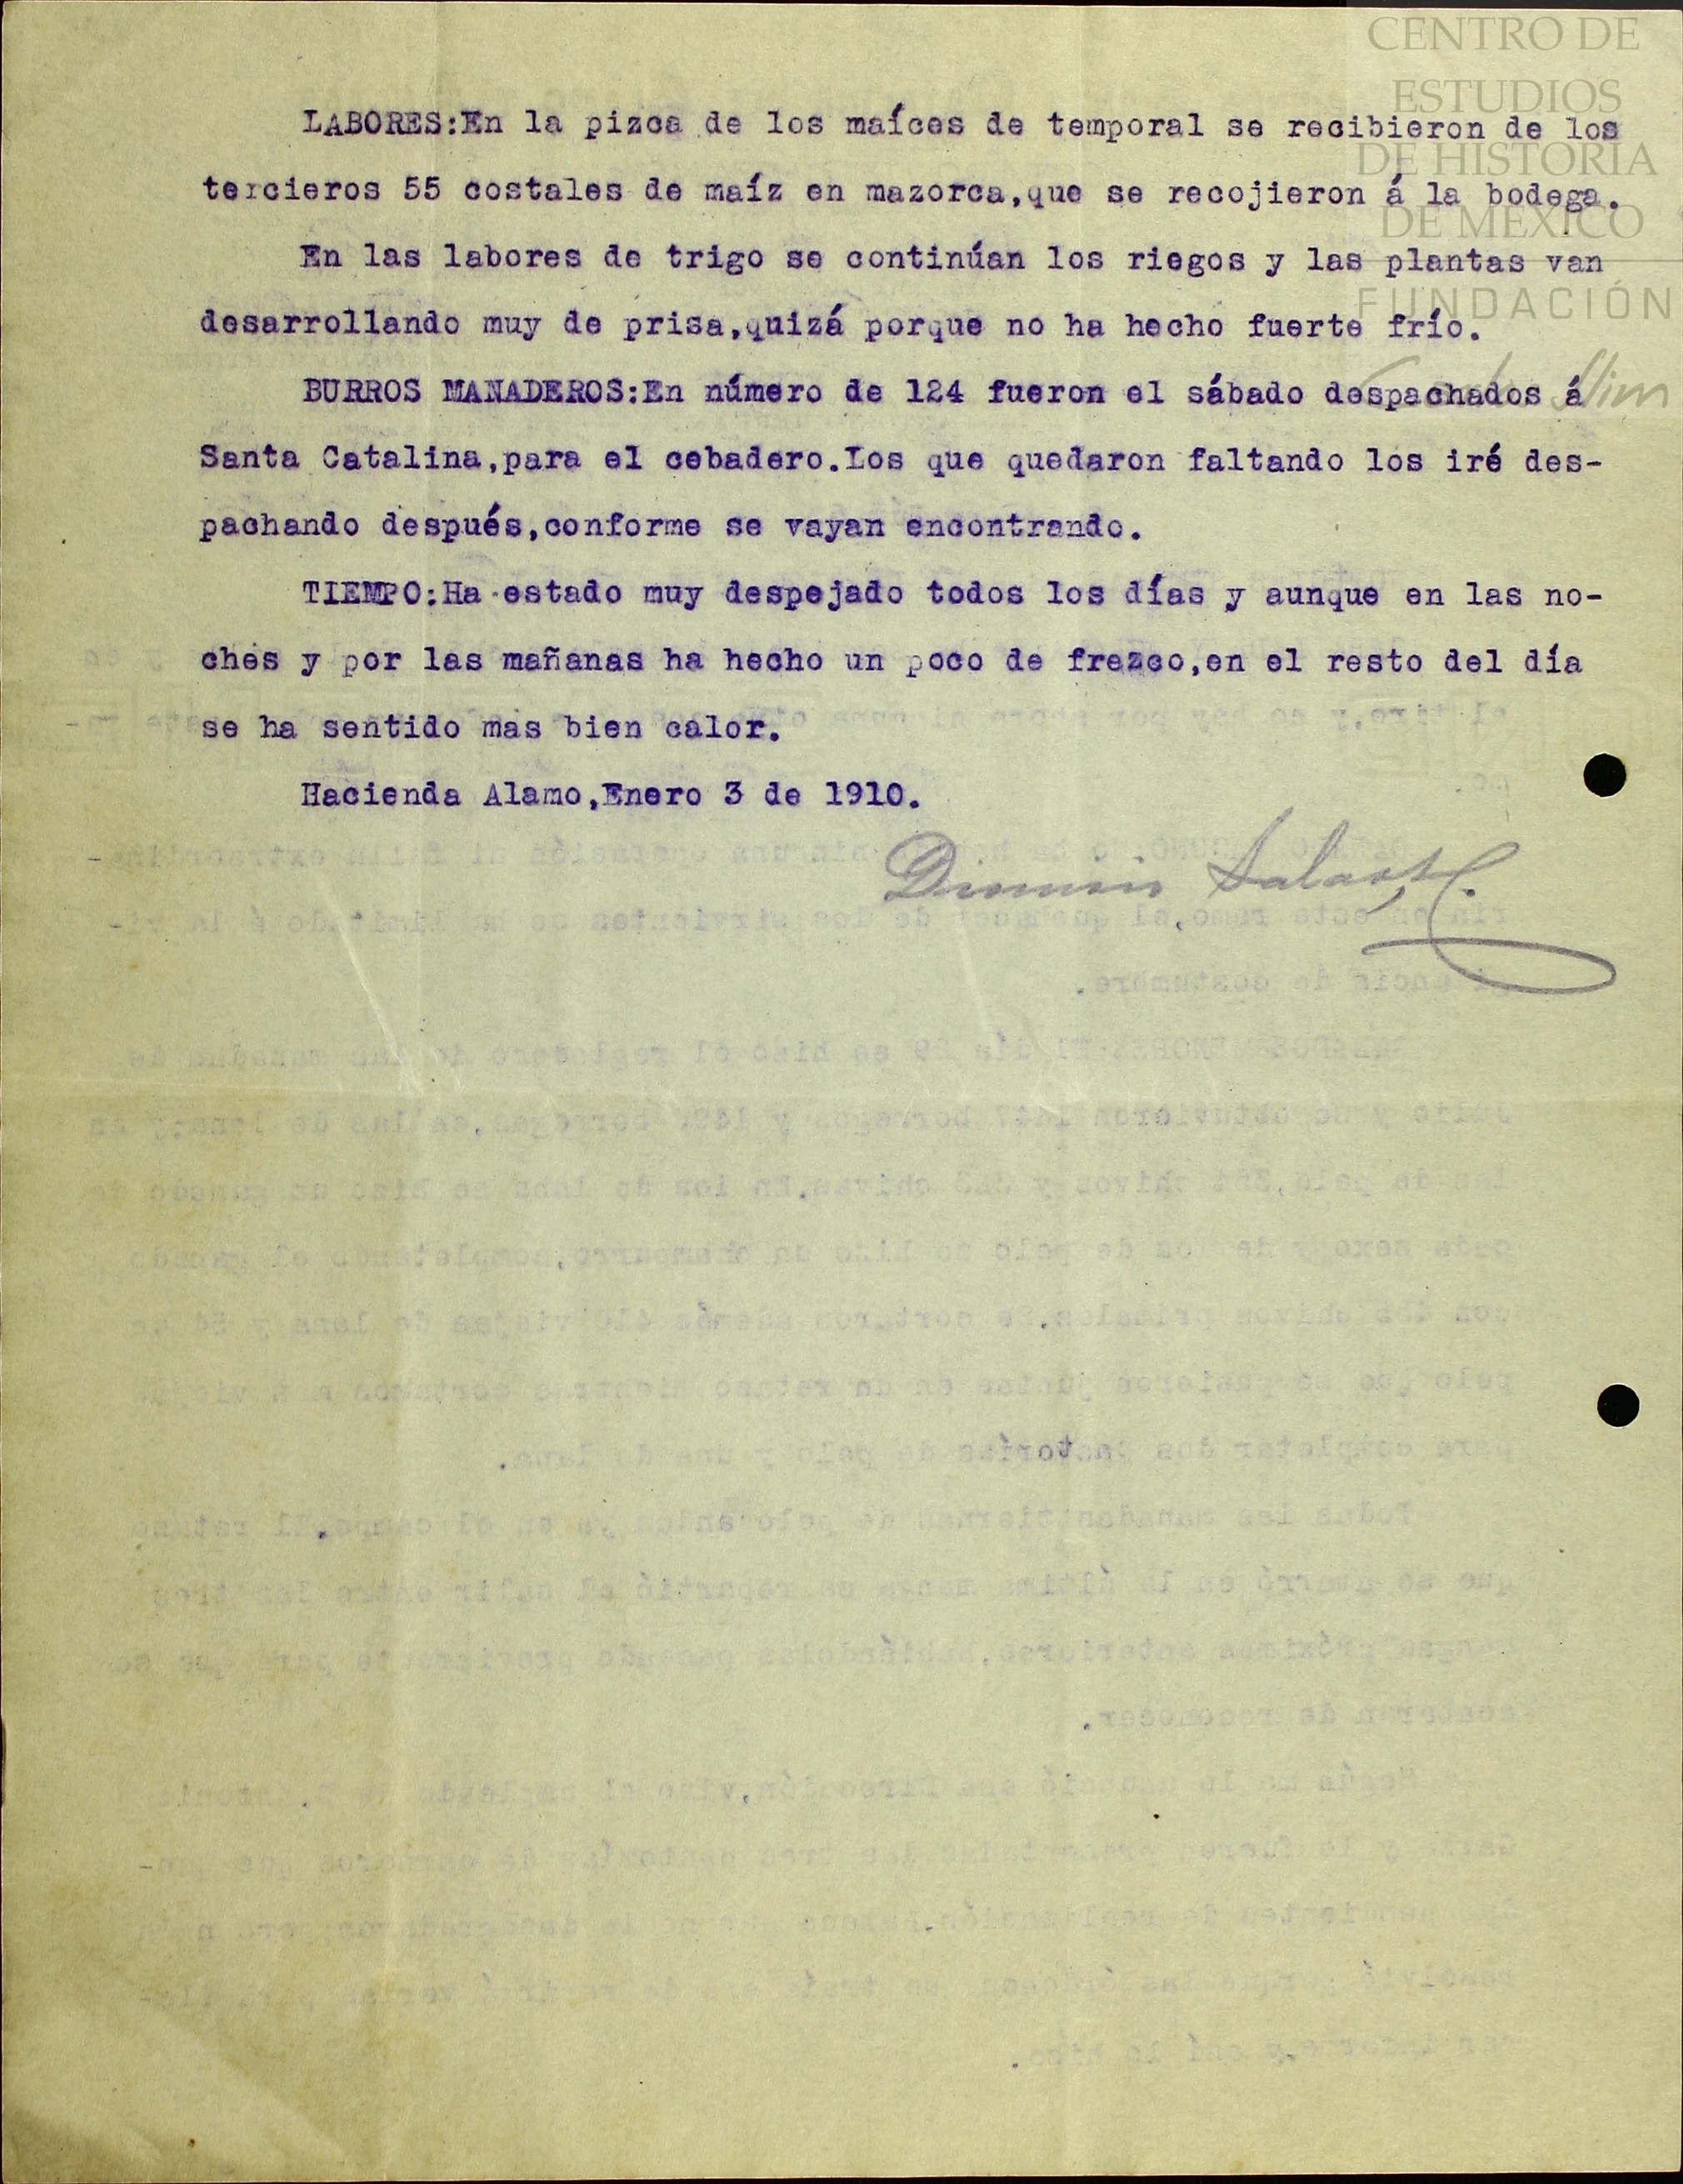 CENTRO DE
ESTUDIOS
DE HISTORIA
DE MEXICO
FUNDACIÓN
Carlos Slim
LABORES:En la pizca de los maíces de temporal se recibieron de los
tercieros 55 costales de maíz en mazorca,que se recojieron á la bodega.
En las labores de trigo se continúan los riegos y las plantas van
desarrollando muy de prisa,quizá porque no ha hecho fuerte frío.
BURROS MANADEROS:En número de 124 fueron el sábado despachados á
Santa Catalina,para el cebadero.Los que quedaron faltando los iré des-
pachando después,conforme se vayan encontrando.
TIEMPO:Ha estado muy despejado todos los días y aunque en las no-
ches y por las mañanas ha hecho un poco de frezco,en el resto del día
se ha sentido mas bien calor.
Hacienda Alamo,Enero 3 de 1910.
Dionisio Salas